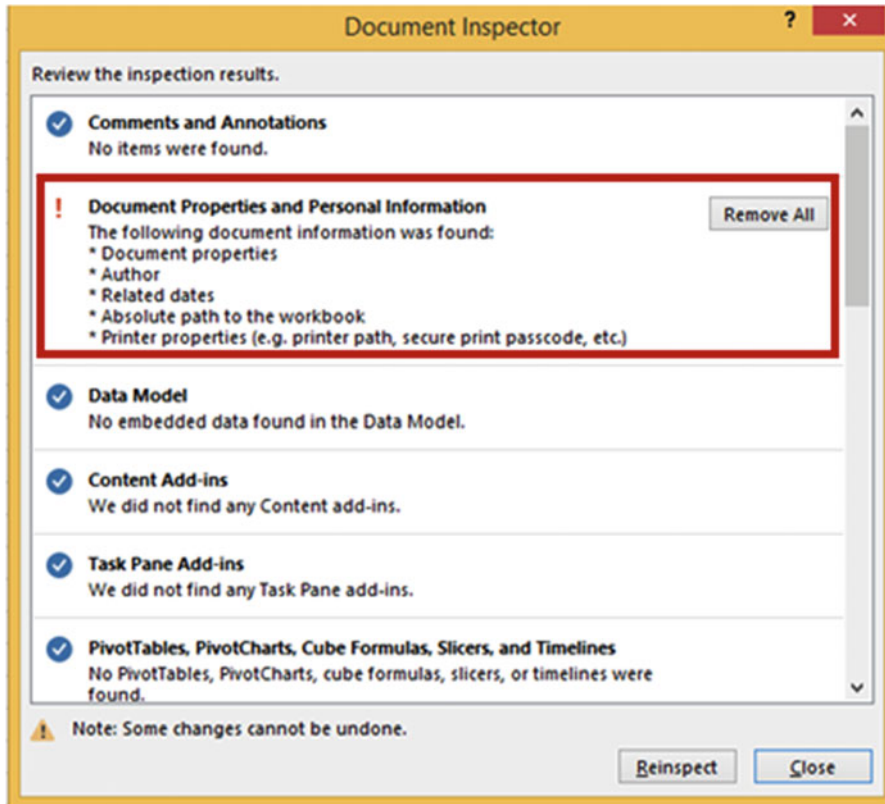 Document Inspector
?
Review the inspection results.
Comments and Annotations
No items were found.
! Document Properties and Personal Information
Remove All
The following document information was found:
* Document properties
* Author
* Related dates
* Absolute path to the workbook
* Printer properties (e.g. printer path, secure print passcode, etc.)
Data Model
No embedded data found in the Data Model.
Content Add-ins
We did not find any Content add-ins.
Task Pane Add-ins
We did not find any Task Pane add-ins.
PivotTables, PivotCharts, Cube Formulas, Slicers, and Timelines
No PivotTables, PivotCharts, cube formulas, slicers, or timelines were
found.
Note: Some changes cannot be undone.
Reinspect
Close